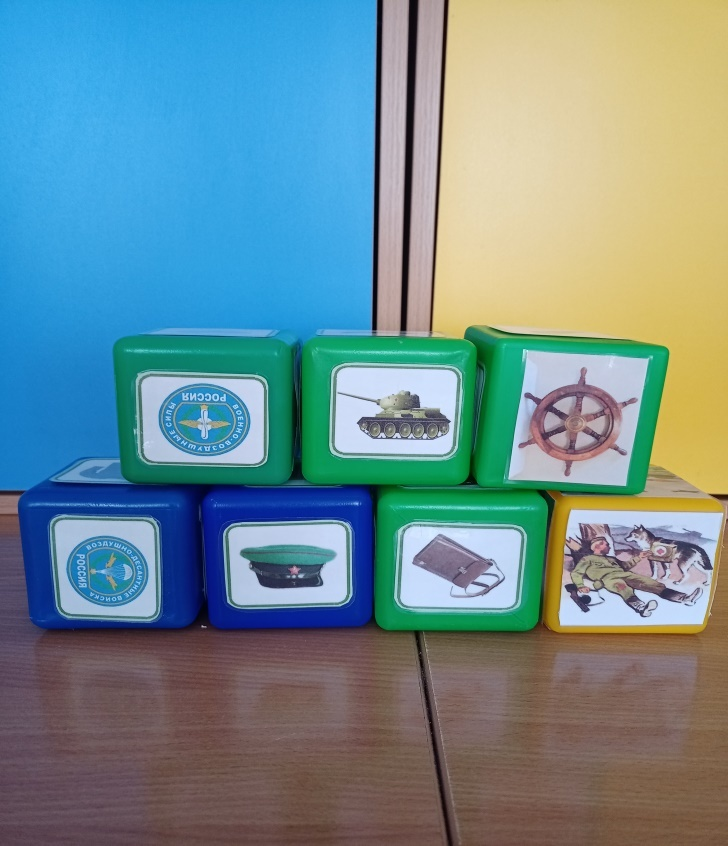 ВОЕННО-ВОЗДУШНЫЕ СИЛЫ
РОССИЯ
ВОЗДУШНО-ДЕСАНТНЫЕ ВОЙСКА
РОССИЯ